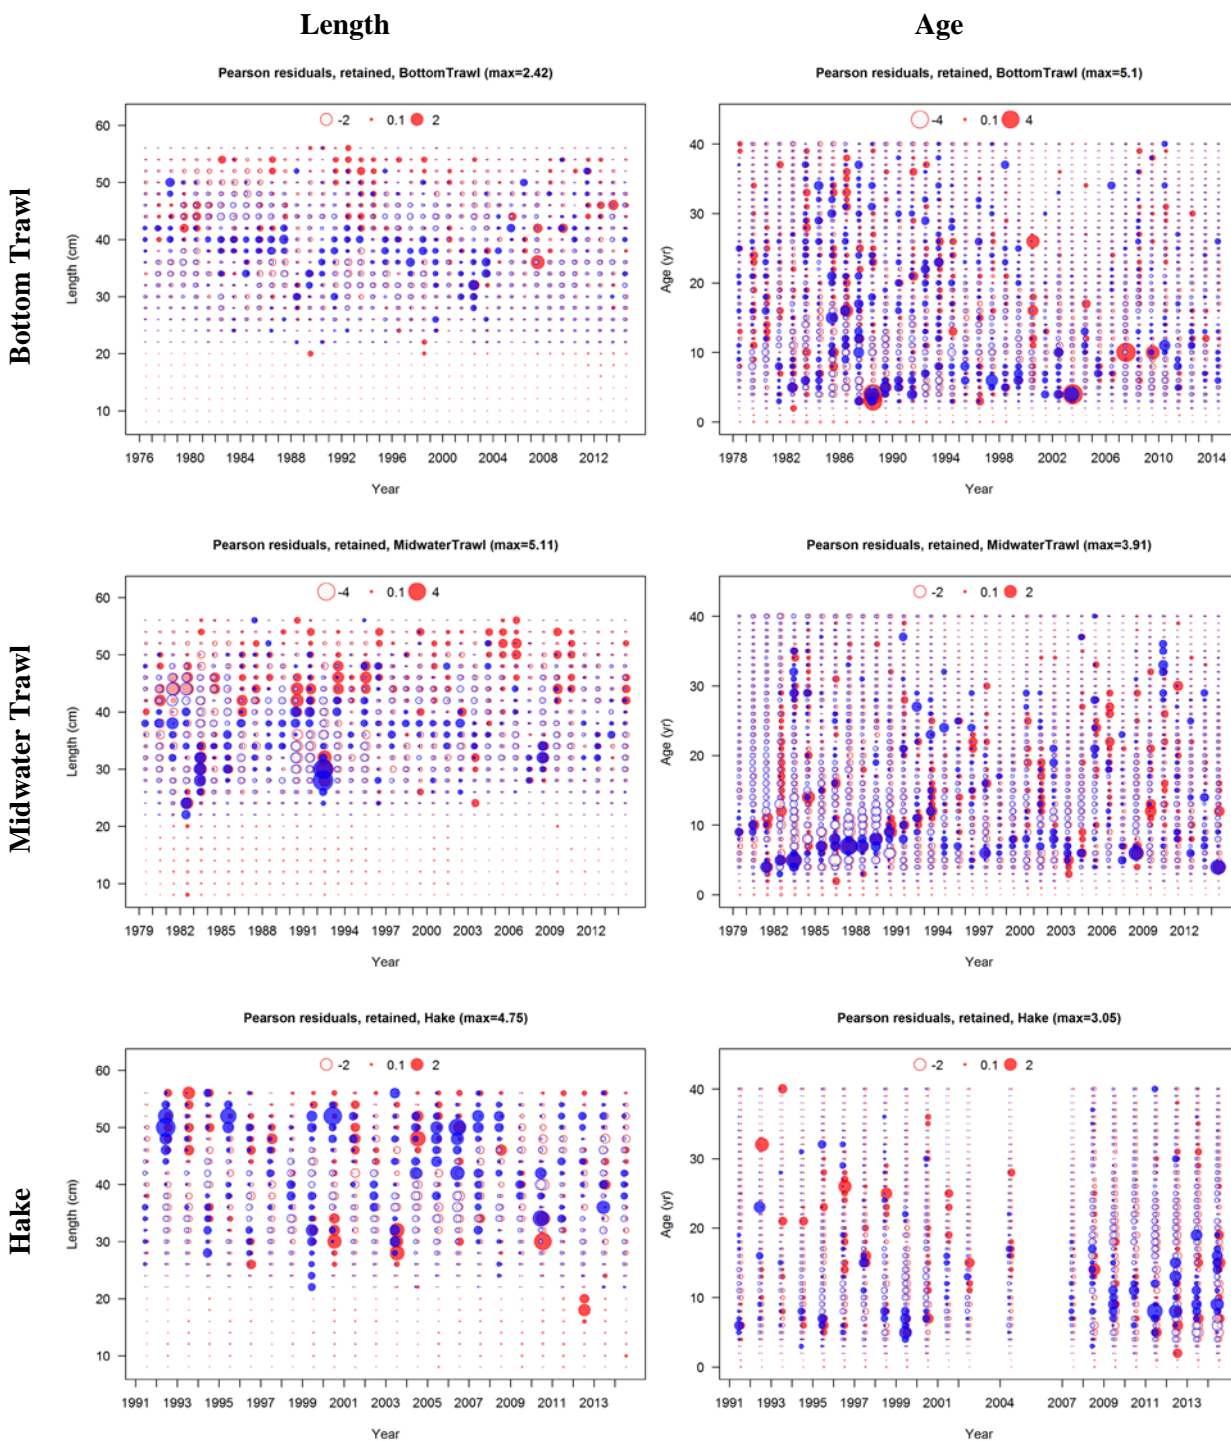 Length Age
Bottom Trawl
Pearson residuals, retained, BottomTrawl (max=2.42)
-2 0.1 2
Length (cm)
60
50
40
30
20
10
1976 1980 1984 1988 1992 1996 2000 2004 2008 2012
Year
Pearson residuals, retained, BottomTrawl (max=5.1)
-4 0.1 4
Age (yr)
40
30
20
10
0
1978 1982 1986 1990 1994 1998 2002 2006 2010 2014
Year
Midwater Trawl
Pearson residuals, retained, MidwaterTrawl (max=5.11)
-4 0.1 4
Length (cm)
60
50
40
30
20
10
1979 1982 1985 1988 1991 1994 1997 2000 2003 2006 2009 2012
Year
Pearson residuals, retained, MidwaterTrawl (max=3.91)
-2 0.1 2
Age (yr)
40
30
20
10
0
1979 1982 1985 1988 1991 1994 1997 2000 2003 2006 2009 2012
Year
Hake
Pearson residuals, retained, Hake (max=4.75)
-2 0.1 2
Length (cm)
60
50
40
30
20
10
1991 1993 1995 1997 1999 2001 2003 2005 2007 2009 2011 2013
Year
Pearson residuals, retained, Hake (max=3.05)
-2 0.1 2
Age (yr)
40
30
20
10
0
1991 1993 1995 1997 1999 2001 2004 2007 2009 2011 2013
Year